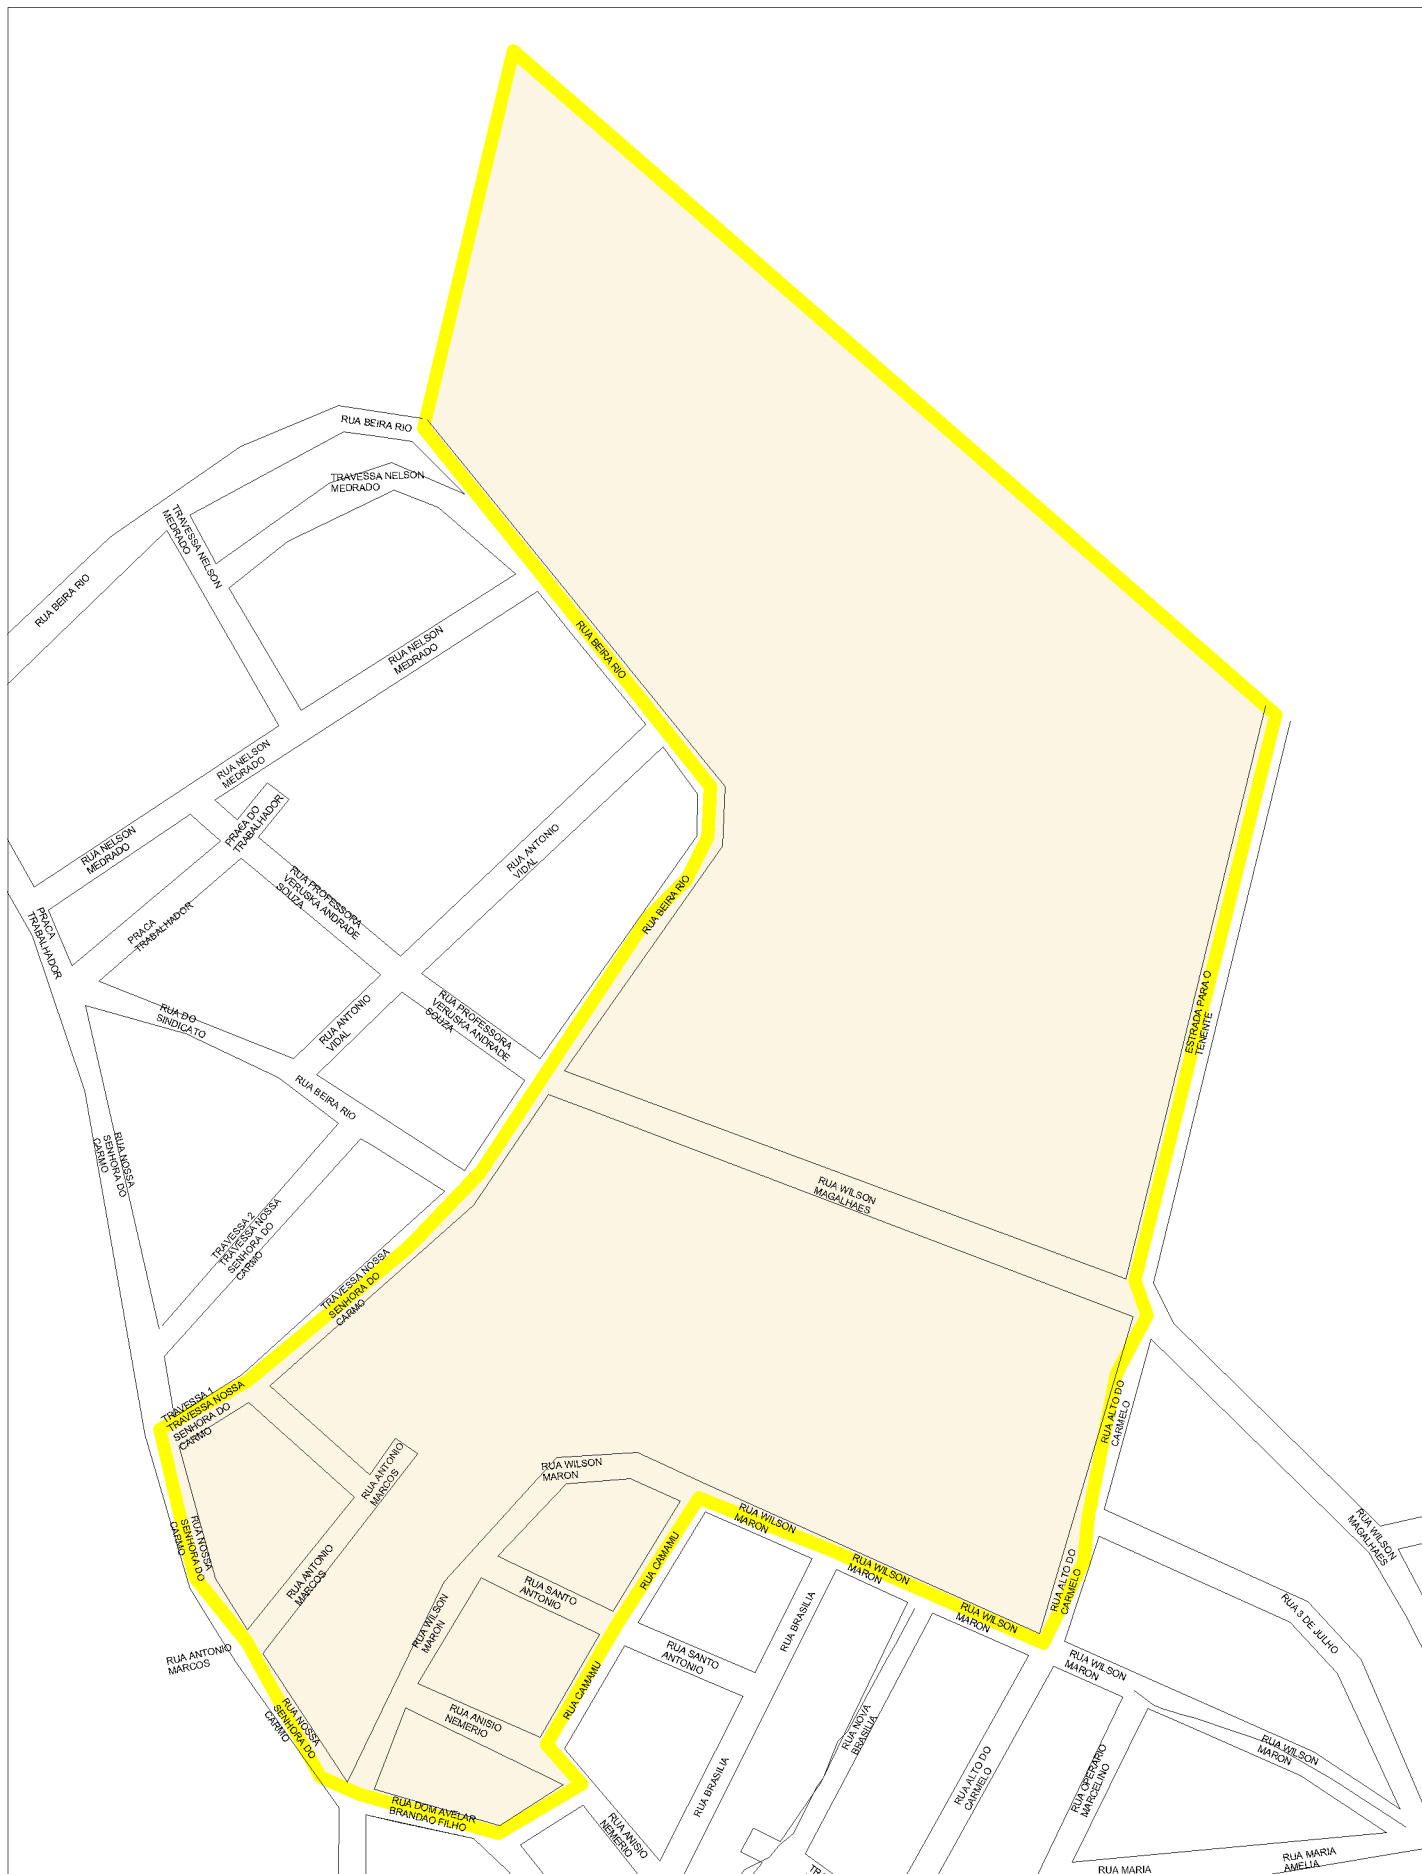 RUA BEIRA RIO
TRAVESSA NELSON
MEDRADO
TRAVESSA NELSON
MEDRADO
RUA BEIRA RIO
RUA NELSON
MEDRADO
RUA BEIRA RIO
RUA NELSON
MEDRADO
PRACA DO
TRABALHADOR
RUA NELSON
MEDRADO
RUA ANTONIO
VIDAL
RUA PROFESSORA
VERUSKA ANDRADE
SOUZA
RUA BEIRA RIO
PRACA
TRABALHADOR
PRACA
TRABALHADOR
RUA DO
SINDICATO
RUA ANTONIO
VIDAL
RUA PROFESSORA
VERUSKA ANDRADE
SOUZA
ESTRADA PARA O
TENENTE
RUA BEIRA RIO
RUA NOSSA
SENHORA DO
CARMO
RUA WILSON
MAGALHAES
TRAVESSA 2
TRAVESSA NOSSA
SENHORA DO
CARMO
TRAVESSA NOSSA
SENHORA DO
CARMO
TRAVESSA 1
TRAVESSA NOSSA
SENHORA DO
CARMO
RUA ALTO DO
CARMELO
RUA ANTONIO
MARCOS
RUA WILSON
MARON
RUA WILSON
MARON
RUA WILSON
MAGALHAES
RUA NOSSA
SENHORA DO
CARMO
RUA CAMAMU
RUA WILSON
MARON
RUA ANTONIO
MARCOS
RUA SANTO
ANTONIO
RUA ALTO DO
CARMELO
RUA WILSON
MARON
RUA WILSON
MARON
RUA BRASILIA
RUA 3 DE JULHO
RUA ANTONIO
MARCOS
RUA SANTO
ANTONIO
RUA WILSON
MARON
RUA CAMAMU
RUA NOSSA
SENHORA DO
CARMO
RUA ANISIO
NEMERIO
RUA NOVA
BRASILIA
RUA WILSON
MARON
RUA BRASILIA
RUA ALTO DO
CARMELO
RUA OPERARIO
MARCELINO
RUA DOM AVELAR
BRANDAO FILHO
RUA ANISIO
NEMERIO
RUA MARIA
AMELIA
RUA MARIA